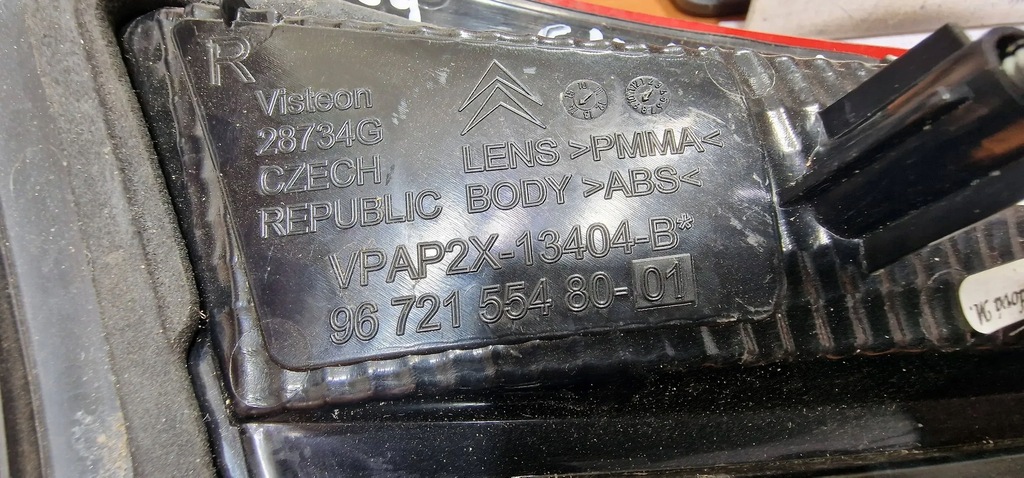 R
Visteon
28734G
CZECH
REPUBLIC
LENS >PMMA<
BODY >ABS<
VPAP2X-13404-B*
96 721 554 80-01